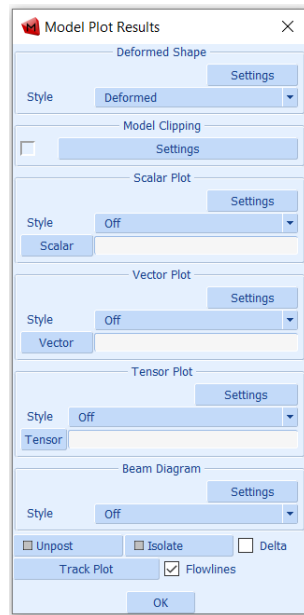 Model Plot Results
Deformed Shape
Settings
Style Deformed
Model Clipping
Settings
Scalar Plot
Settings
Style Off
Scalar
Vector Plot
Settings
Style Off
Vector
Tensor Plot
Settings
Style Off
Tensor
Beam Diagram
Settings
Style Off
Unpost Isolate Delta
Track Plot Flowlines
OK